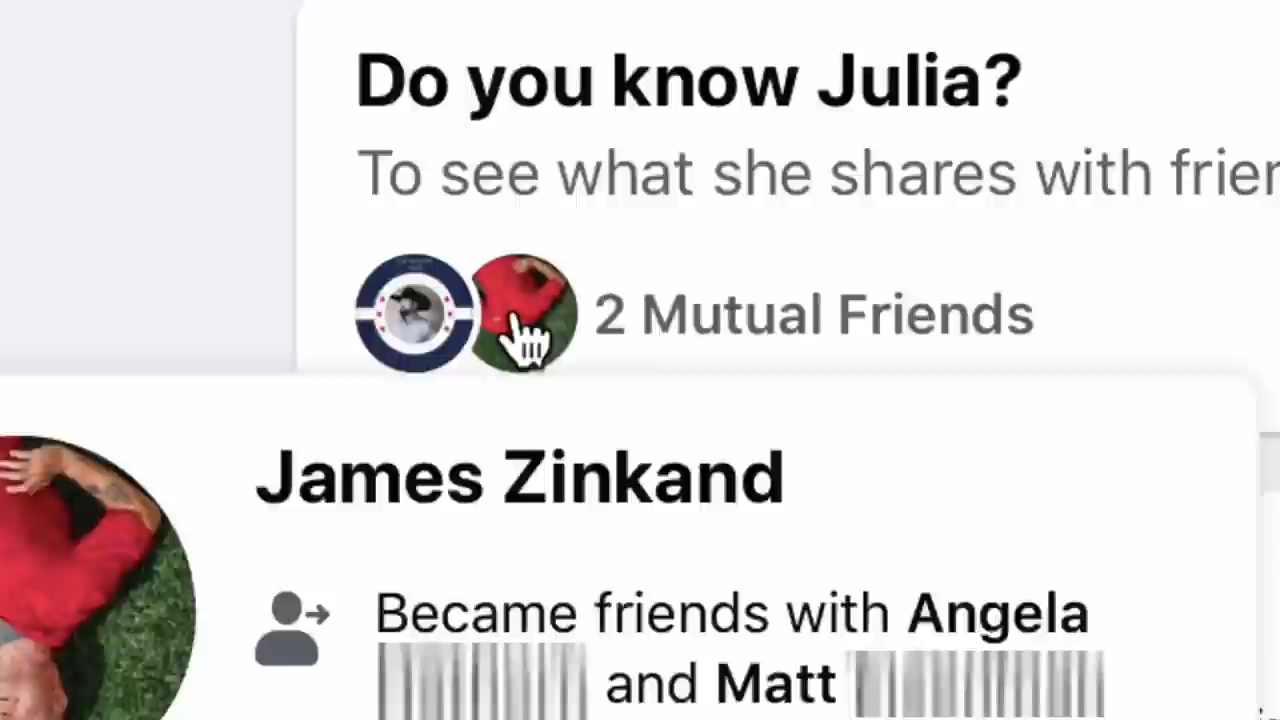 Do you know Julia?
To see what she shares with
2 Mutual Friends
James Zinkand
Became friends with Angela
and Matt